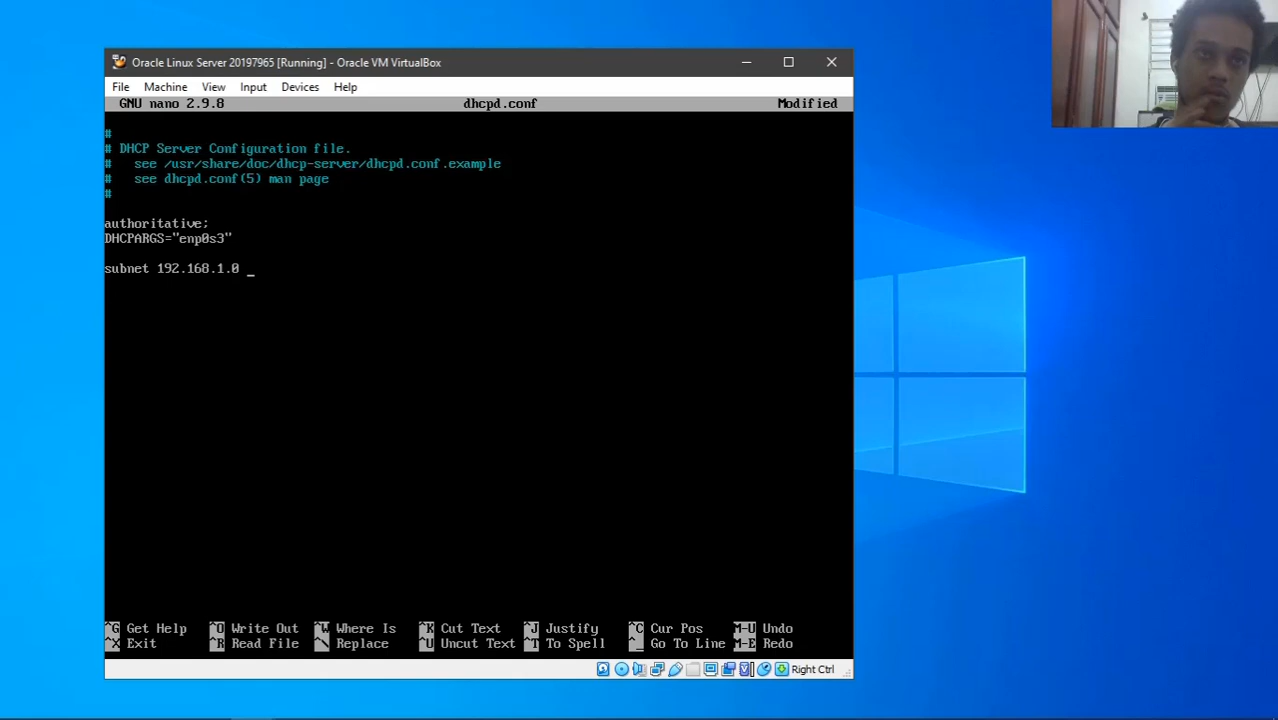 Oracle Linux Server 20197965 [Running] - Oracle VM VirtualBox
File Machine View Input Devices Help
GNU nano 2.9.8 dhcpd.conf Modified
#
# DHCP Server Configuration file.
# see /usr/share/doc/dhcp-server/dhcpd.conf.example
# see dhcpd.conf(5) man page
#
authoritative;
DHCPARGS="enp0s3"
subnet 192.168.1.0 _
^G Get Help ^O Write Out ^W Where Is ^K Cut Text ^J Justify ^C Cur Pos M-U Undo
^X Exit ^R Read File ^\ Replace ^U Uncut Text ^T To Spell ^_ Go To Line M-E Redo
Right Ctrl